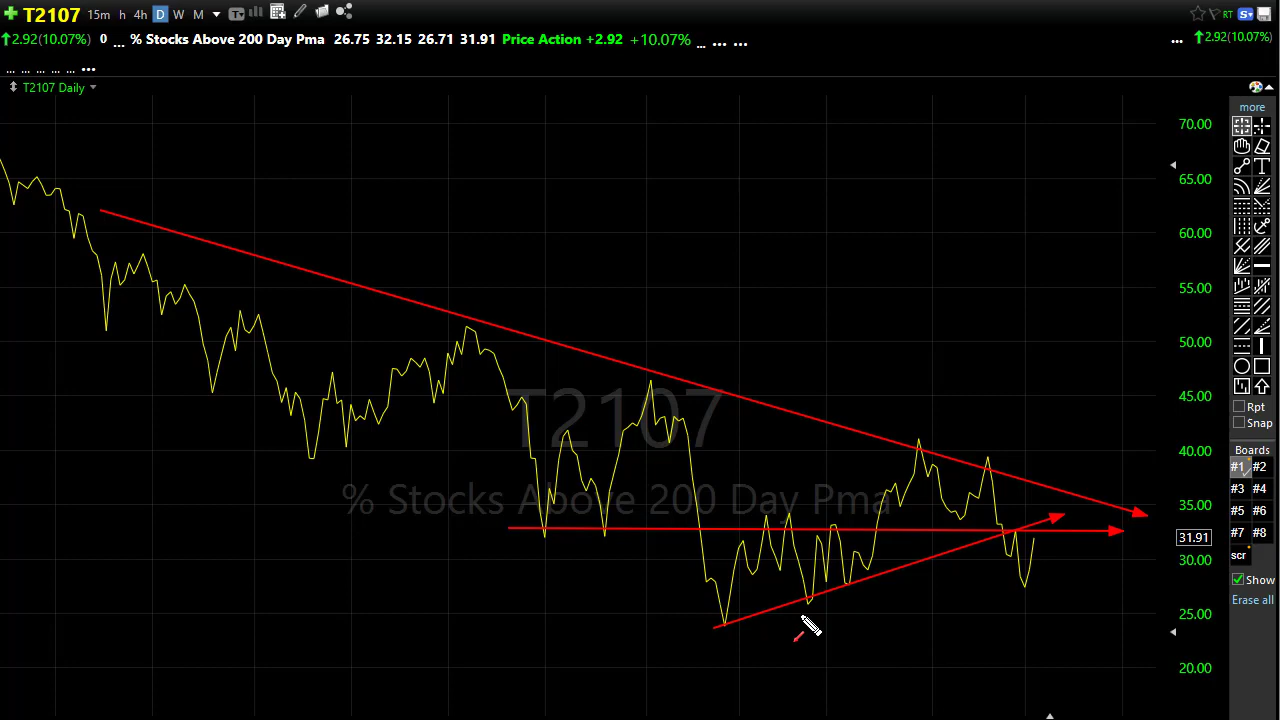 T2107 15m h 4h D W M T RT S
2.92(10.07%) 0 ... % Stocks Above 200 Day Pma 26.75 32.15 26.71 31.91 Price Action +2.92 +10.07% ... ... ... ... 2.92(10.07%)
... ... ... ... ... ...
T2107 Daily
more
70.00
65.00
60.00
55.00
50.00
45.00
40.00
35.00
31.91
30.00
25.00
20.00
T2107
% Stocks Above 200 Day Pma
T
Rpt
Snap
Boards
#1 #2
#3 #4
#5 #6
#7 #8
scr
Show
Erase all